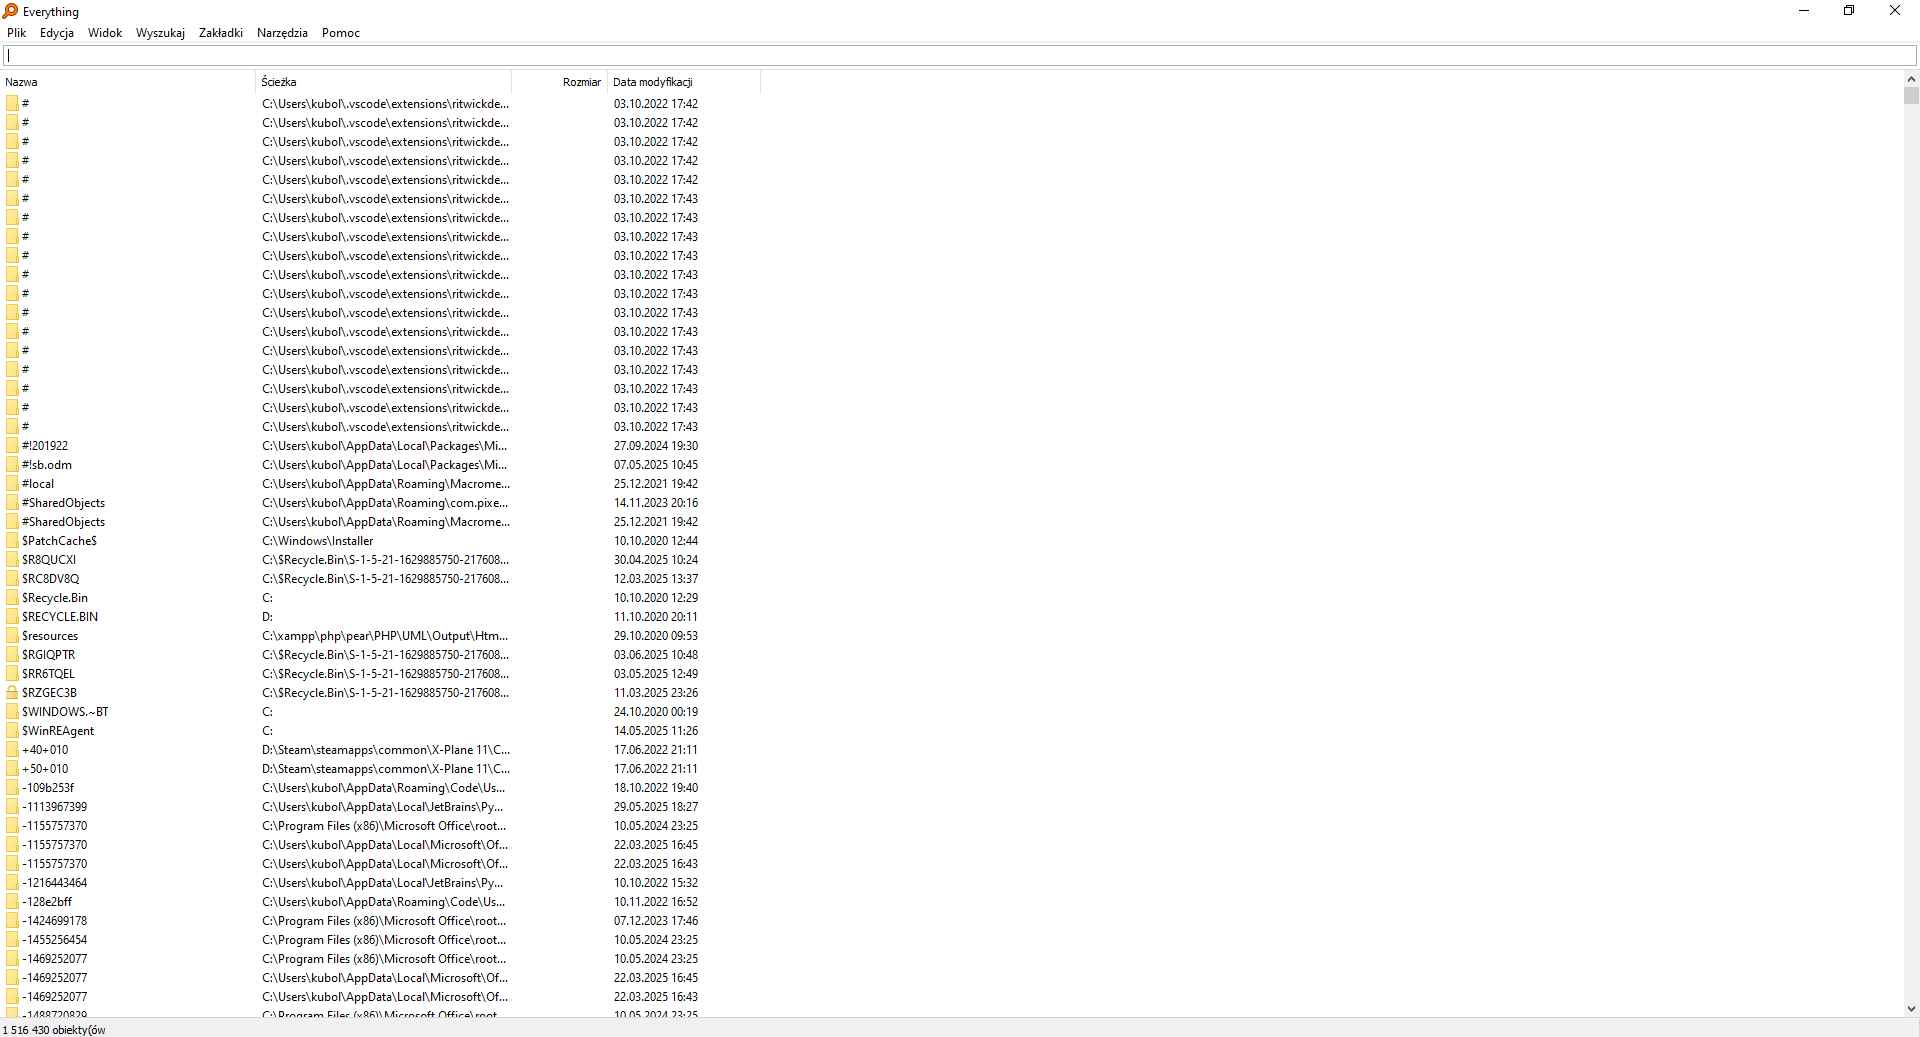 Everything
Plik Edycja Widok Wyszukaj Zakładki Narzędzia Pomoc
Nazwa Ścieżka Rozmiar Data modyfikacji
# C:\Users\kubol\.vscode\extensions\ritwickde... 03.10.2022 17:42
# C:\Users\kubol\.vscode\extensions\ritwickde... 03.10.2022 17:42
# C:\Users\kubol\.vscode\extensions\ritwickde... 03.10.2022 17:42
# C:\Users\kubol\.vscode\extensions\ritwickde... 03.10.2022 17:42
# C:\Users\kubol\.vscode\extensions\ritwickde... 03.10.2022 17:42
# C:\Users\kubol\.vscode\extensions\ritwickde... 03.10.2022 17:43
# C:\Users\kubol\.vscode\extensions\ritwickde... 03.10.2022 17:43
# C:\Users\kubol\.vscode\extensions\ritwickde... 03.10.2022 17:43
# C:\Users\kubol\.vscode\extensions\ritwickde... 03.10.2022 17:43
# C:\Users\kubol\.vscode\extensions\ritwickde... 03.10.2022 17:43
# C:\Users\kubol\.vscode\extensions\ritwickde... 03.10.2022 17:43
# C:\Users\kubol\.vscode\extensions\ritwickde... 03.10.2022 17:43
# C:\Users\kubol\.vscode\extensions\ritwickde... 03.10.2022 17:43
# C:\Users\kubol\.vscode\extensions\ritwickde... 03.10.2022 17:43
# C:\Users\kubol\.vscode\extensions\ritwickde... 03.10.2022 17:43
# C:\Users\kubol\.vscode\extensions\ritwickde... 03.10.2022 17:43
# C:\Users\kubol\.vscode\extensions\ritwickde... 03.10.2022 17:43
# C:\Users\kubol\.vscode\extensions\ritwickde... 03.10.2022 17:43
#!201922 C:\Users\kubol\AppData\Local\Packages\Mi... 27.09.2024 19:30
#!sb.odm C:\Users\kubol\AppData\Local\Packages\Mi... 07.05.2025 10:45
#local C:\Users\kubol\AppData\Roaming\Macrome... 25.12.2021 19:42
#SharedObjects C:\Users\kubol\AppData\Roaming\com.pixe... 14.11.2023 20:16
#SharedObjects C:\Users\kubol\AppData\Roaming\Macrome... 25.12.2021 19:42
$PatchCache$ C:\Windows\Installer 10.10.2020 12:44
$R8QUCXI C:\$Recycle.Bin\S-1-5-21-1629885750-217608... 30.04.2025 10:24
$RC8DV8Q C:\$Recycle.Bin\S-1-5-21-1629885750-217608... 12.03.2025 13:37
$Recycle.Bin C: 10.10.2020 12:29
$RECYCLE.BIN D: 11.10.2020 20:11
$resources C:\xampp\php\pear\PHP\UML\Output\Htm... 29.10.2020 09:53
$RGIQPTR C:\$Recycle.Bin\S-1-5-21-1629885750-217608... 03.06.2025 10:48
$RR6TQEL C:\$Recycle.Bin\S-1-5-21-1629885750-217608... 03.05.2025 12:49
$RZGEC3B C:\$Recycle.Bin\S-1-5-21-1629885750-217608... 11.03.2025 23:26
$WINDOWS.~BT C: 24.10.2020 00:19
$WinREAgent C: 14.05.2025 11:26
+40+010 D:\Steam\steamapps\common\X-Plane 11\C... 17.06.2022 21:11
+50+010 D:\Steam\steamapps\common\X-Plane 11\C... 17.06.2022 21:11
-109b253f C:\Users\kubol\AppData\Roaming\Code\Us... 18.10.2022 19:40
-1113967399 C:\Users\kubol\AppData\Local\JetBrains\Py... 29.05.2025 18:27
-1155757370 C:\Program Files (x86)\Microsoft Office\root... 10.05.2024 23:25
-1155757370 C:\Users\kubol\AppData\Local\Microsoft\Of... 22.03.2025 16:45
-1155757370 C:\Users\kubol\AppData\Local\Microsoft\Of... 22.03.2025 16:43
-1216443464 C:\Users\kubol\AppData\Local\JetBrains\Py... 10.10.2022 15:32
-128e2bff C:\Users\kubol\AppData\Roaming\Code\Us... 10.11.2022 16:52
-1424699178 C:\Program Files (x86)\Microsoft Office\root... 07.12.2023 17:46
-1455256454 C:\Program Files (x86)\Microsoft Office\root... 10.05.2024 23:25
-1469252077 C:\Program Files (x86)\Microsoft Office\root... 10.05.2024 23:25
-1469252077 C:\Users\kubol\AppData\Local\Microsoft\Of... 22.03.2025 16:45
-1469252077 C:\Users\kubol\AppData\Local\Microsoft\Of... 22.03.2025 16:43
-1488720829 C:\Program Files (x86)\Microsoft Office\root... 10.05.2024 23:25
1 516 430 obiekty(ów